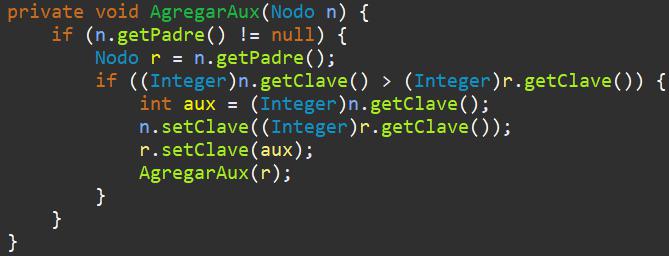 private void AgregarAux(Nodo n) {
    if (n.getPadre() != null) {
        Nodo r = n.getPadre();
        if ((Integer)n.getClave() > (Integer)r.getClave()) {
            int aux = (Integer)n.getClave();
            n.setClave((Integer)r.getClave());
            r.setClave(aux);
            AgregarAux(r);
        }
    }
}